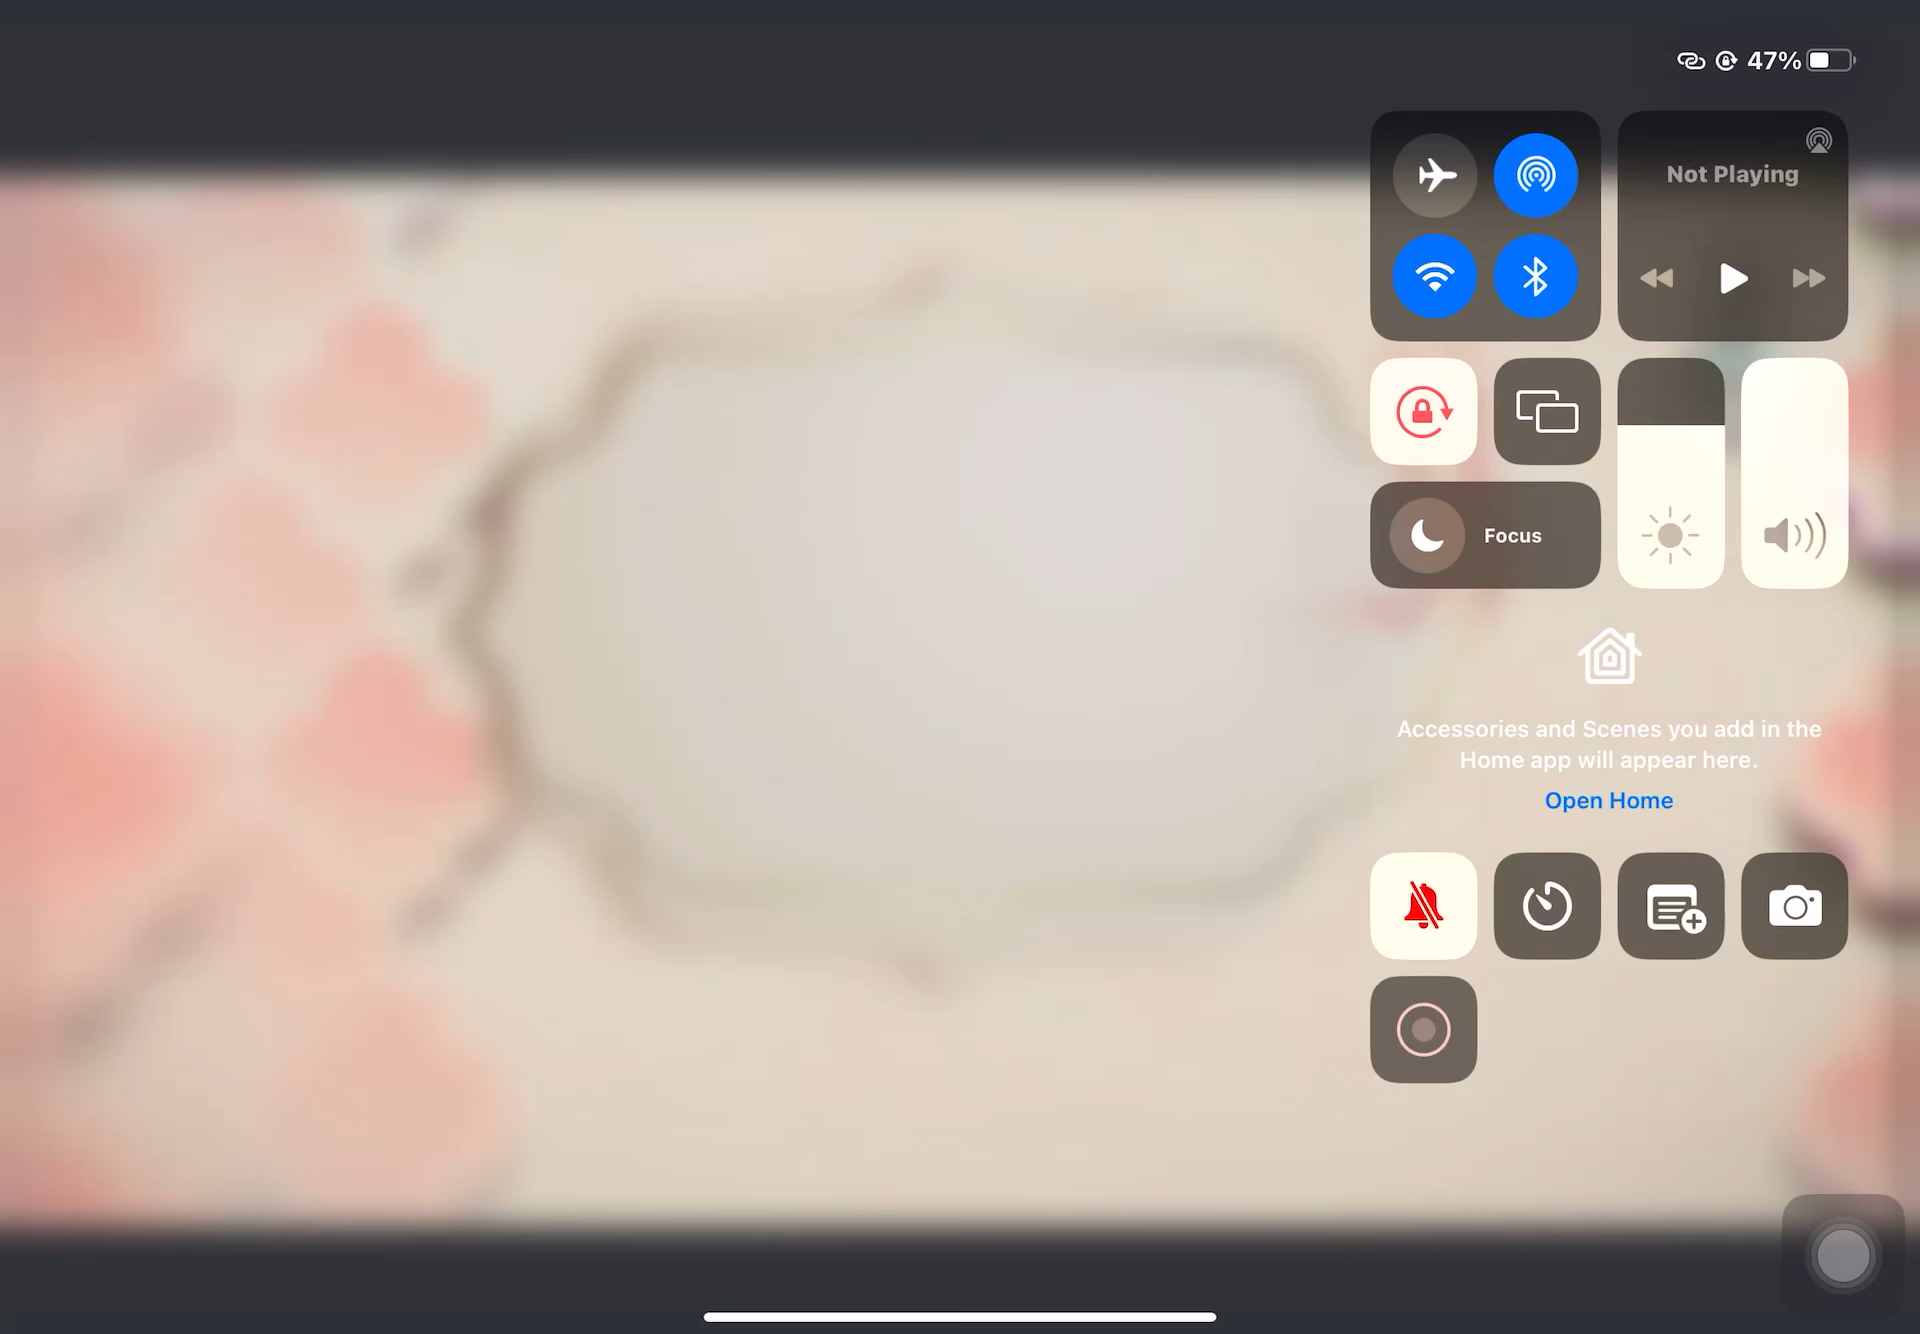 47%
Not Playing
Focus
Accessories and Scenes you add in the
Home app will appear here.
Open Home